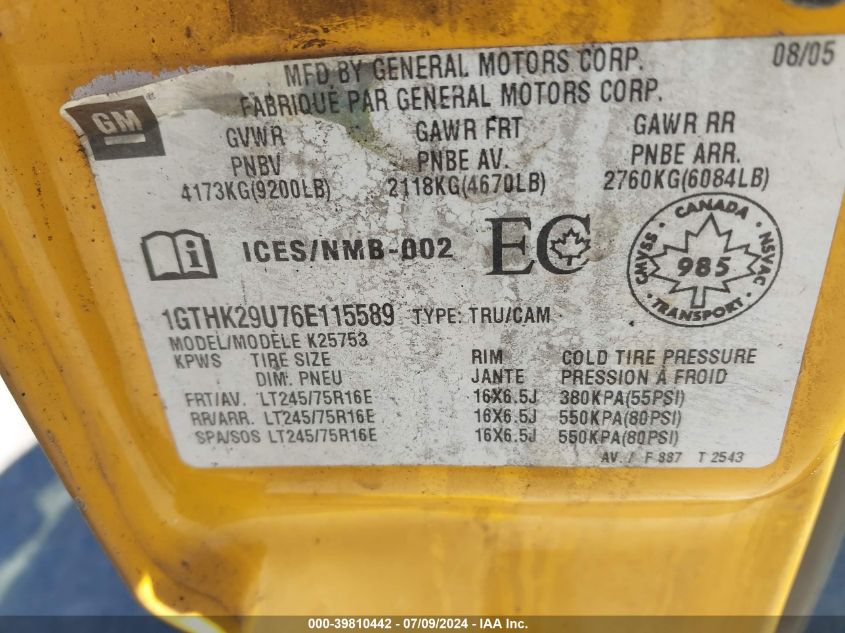 MFD BY GENERAL MOTORS CORP. 08/05
FABRIQUÉ PAR GENERAL MOTORS CORP.
GM
GVWR GAWR FRT GAWR RR
PNBV PNBE AV. PNBE ARR.
4173KG(9200LB) 2118KG(4670LB) 2760KG(6084LB)
i ICES/NMB-002 EC
CANADA
CMVSS 985 NSVAC
TRANSPORT
1GTHK29U76E115589 TYPE: TRU/CAM
MODEL/MODÈLE K25753
KPWS TIRE SIZE RIM COLD TIRE PRESSURE
DIM. PNEU JANTE PRESSION À FROID
FRT/AV. LT245/75R16E 16X6.5J 380KPA(55PSI)
RR/ARR. LT245/75R16E 16X6.5J 550KPA(80PSI)
SPA/SOS LT245/75R16E 16X6.5J 550KPA(80PSI)
AV. / F 887 T 2543
000-39810442 - 07/09/2024 - IAA Inc.